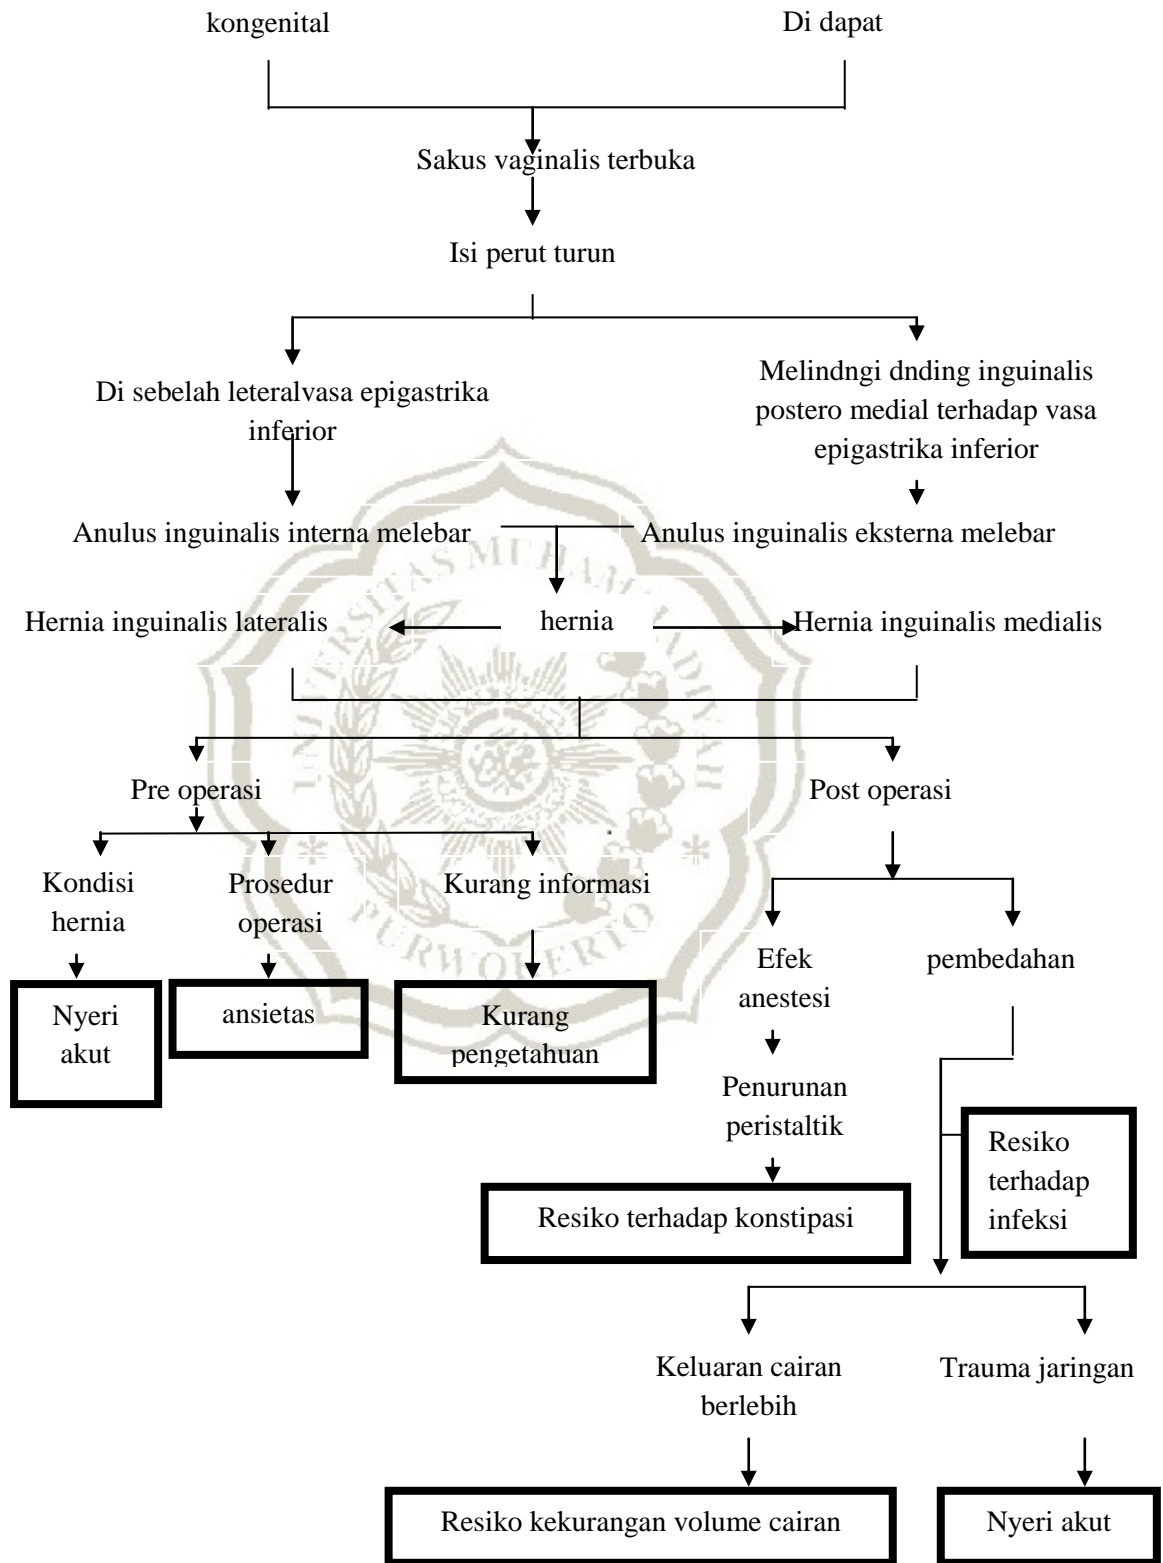 kongenital
Di dapat
Sakus vaginalis terbuka
Isi perut turun
Di sebelah leteralvasa epigastrika
inferior
Melindngi dnding inguinalis
postero medial terhadap vasa
epigastrika inferior
Anulus inguinalis interna melebar
Anulus inguinalis eksterna melebar
UNIVERSITAS MUHAMMADIYAH
Hernia inguinalis lateralis
hernia
Hernia inguinalis medialis
Pre operasi
Post operasi
Kondisi
hernia
Prosedur
operasi
Kurang informasi
PURWOKERTO
Efek
anestesi
pembedahan
Nyeri
akut
ansietas
Kurang
pengetahuan
Penurunan
peristaltik
Resiko
terhadap
infeksi
Resiko terhadap konstipasi
Keluaran cairan
berlebih
Trauma jaringan
Resiko kekurangan volume cairan
Nyeri akut